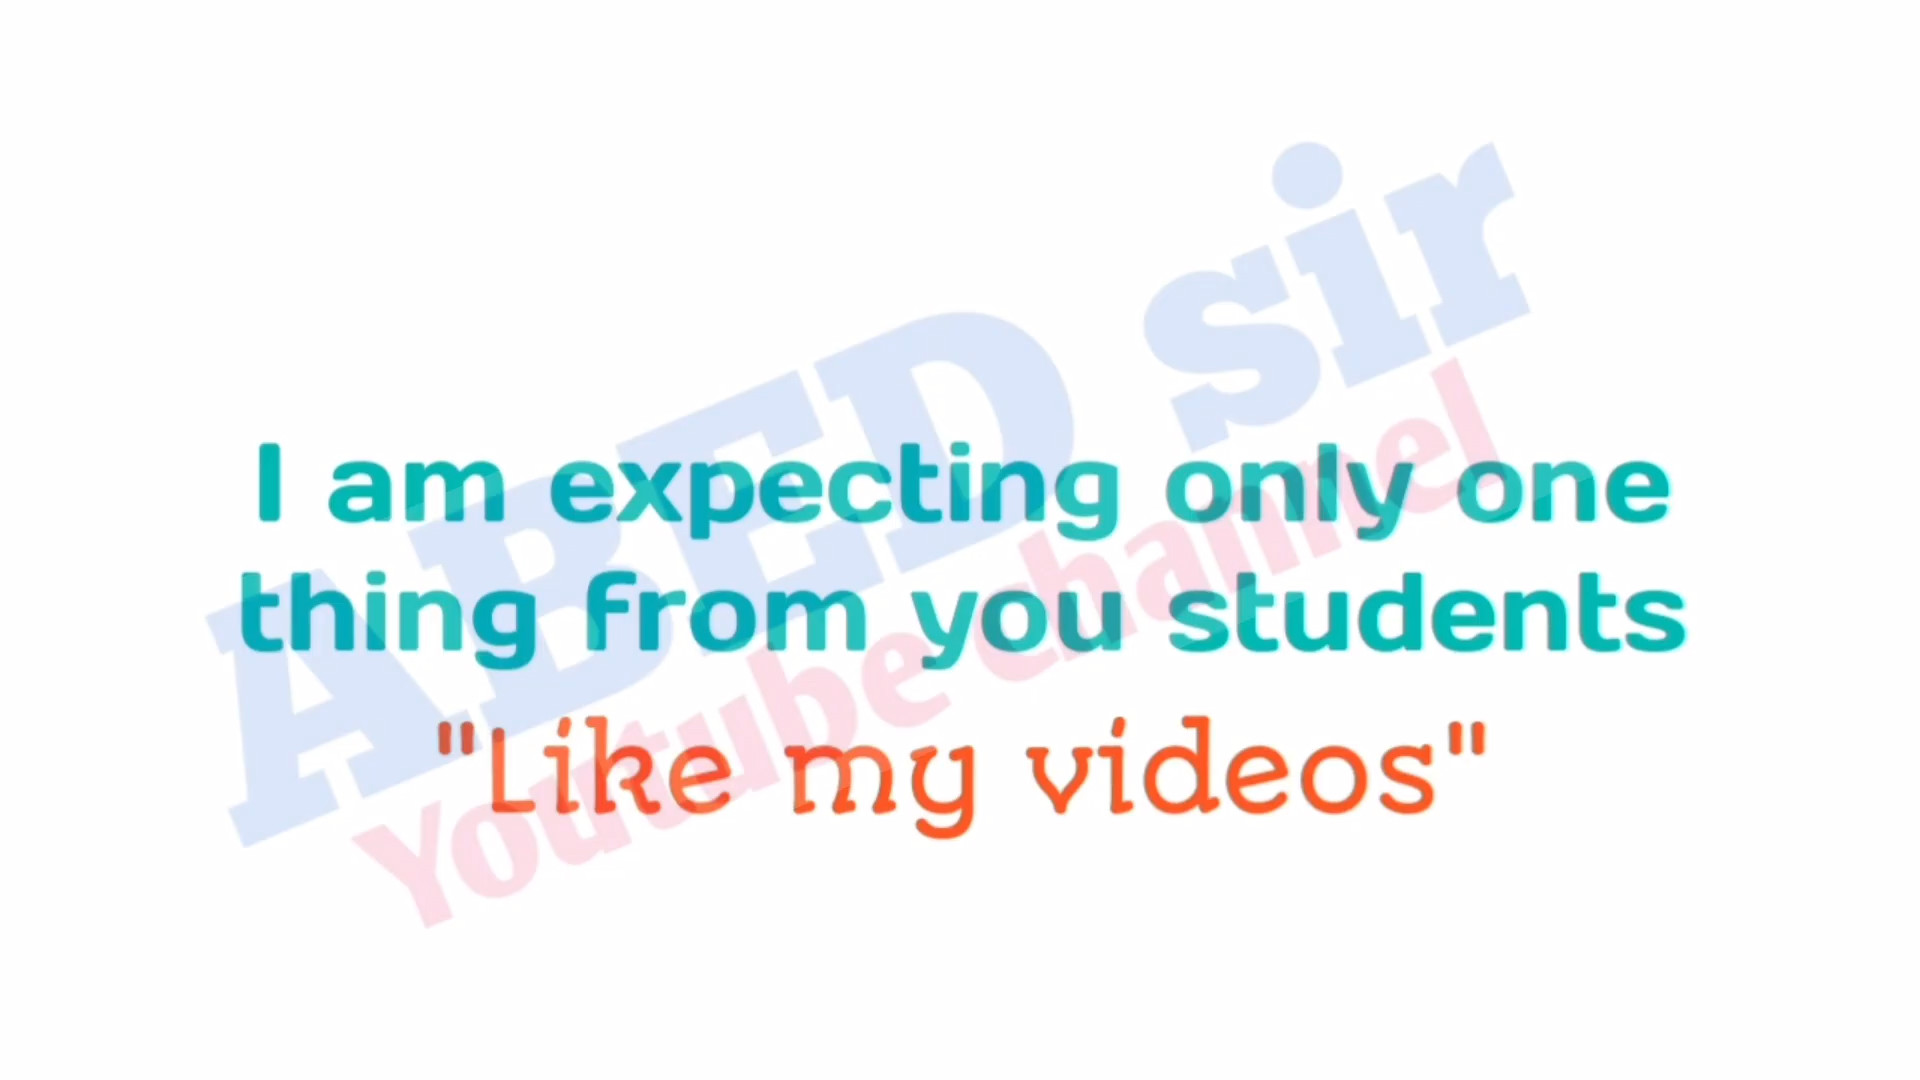 ABED sir
Youtube channel
I am expecting only one
thing from you students
"Like my videos"